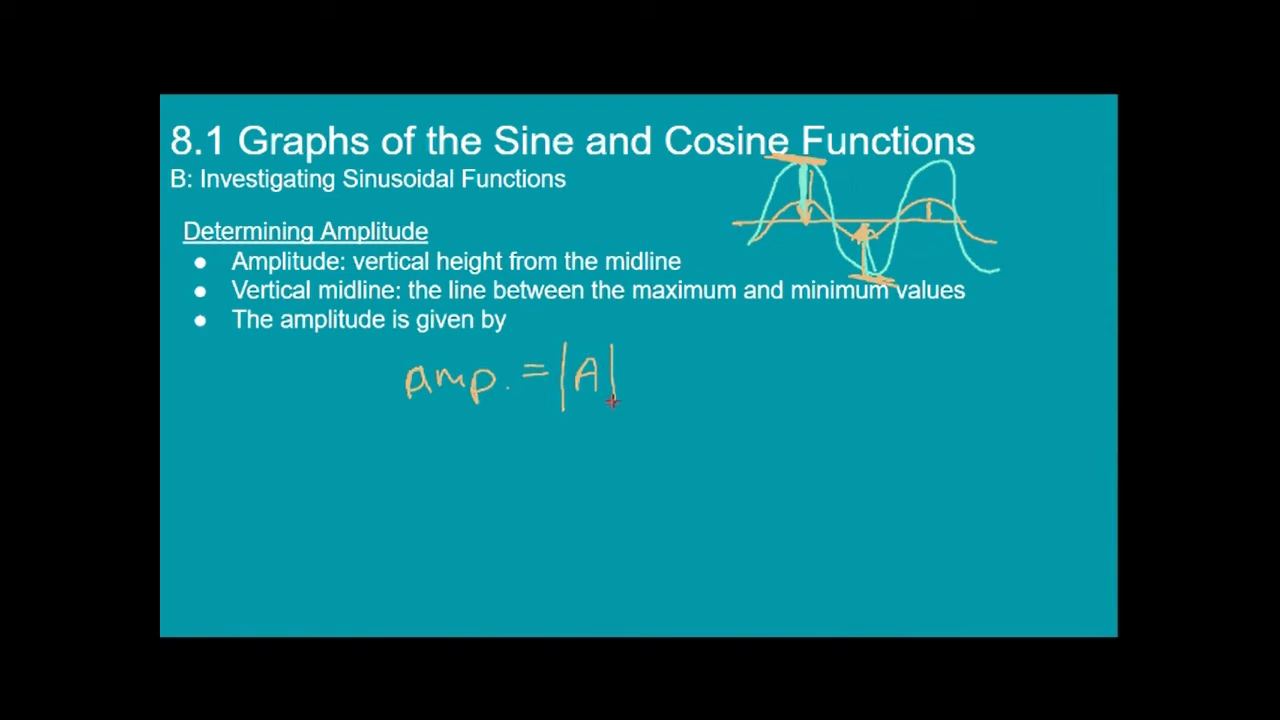 8.1 Graphs of the Sine and Cosine Functions
B: Investigating Sinusoidal Functions
Determining Amplitude
● Amplitude: vertical height from the midline
● Vertical midline: the line between the maximum and minimum values
● The amplitude is given by
amp. = |A|